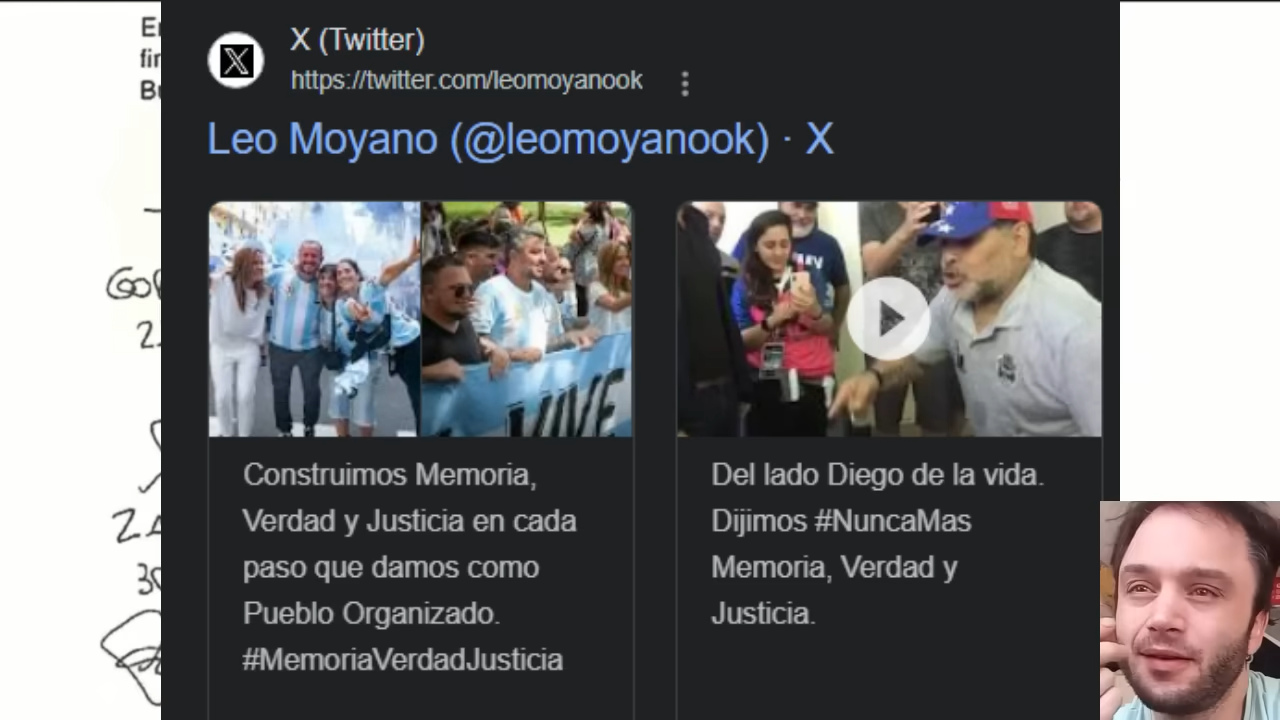 X (Twitter)
https://twitter.com/leomoyanook
Leo Moyano (@leomoyanook) · X
VIVE
Construimos Memoria,
Verdad y Justicia en cada
paso que damos como
Pueblo Organizado.
#MemoriaVerdadJusticia
Del lado Diego de la vida.
Dijimos #NuncaMas
Memoria, Verdad y
Justicia.